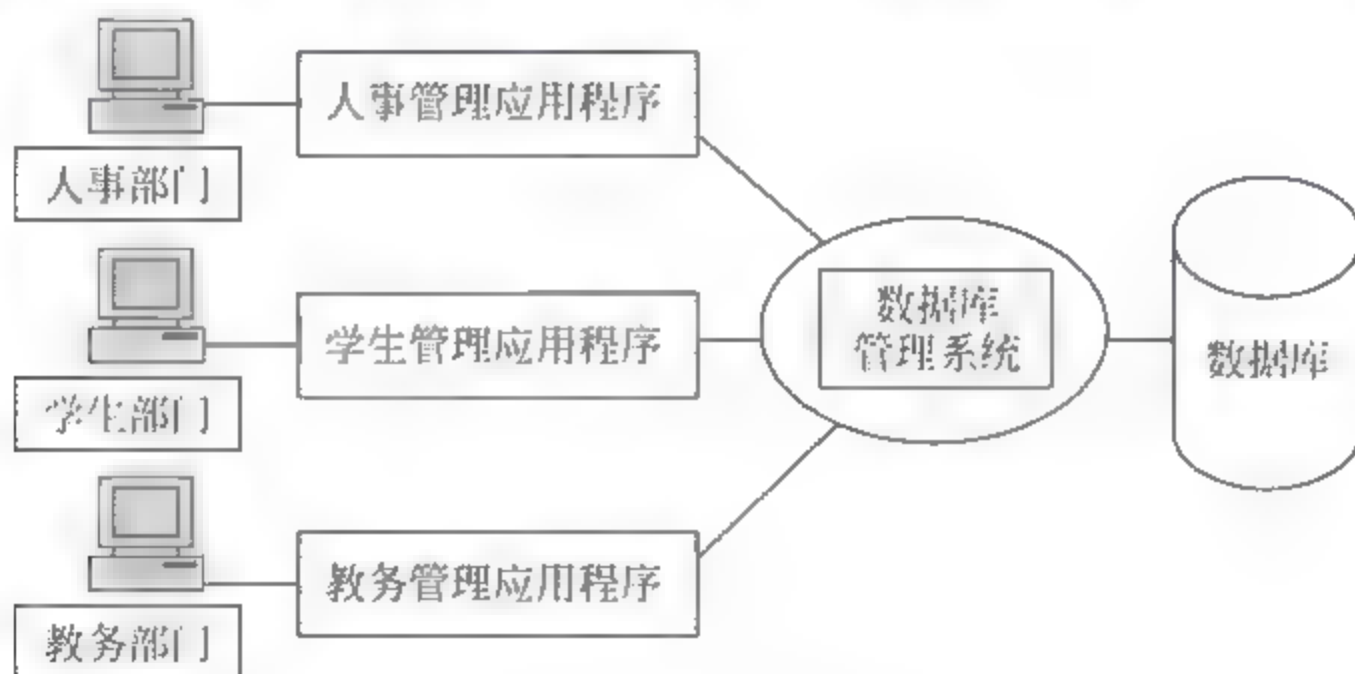 人事管理应用程序
人事部门
学生管理应用程序
学生部门
数据库
管理系统
数据库
教务管理应用程序
教务部门